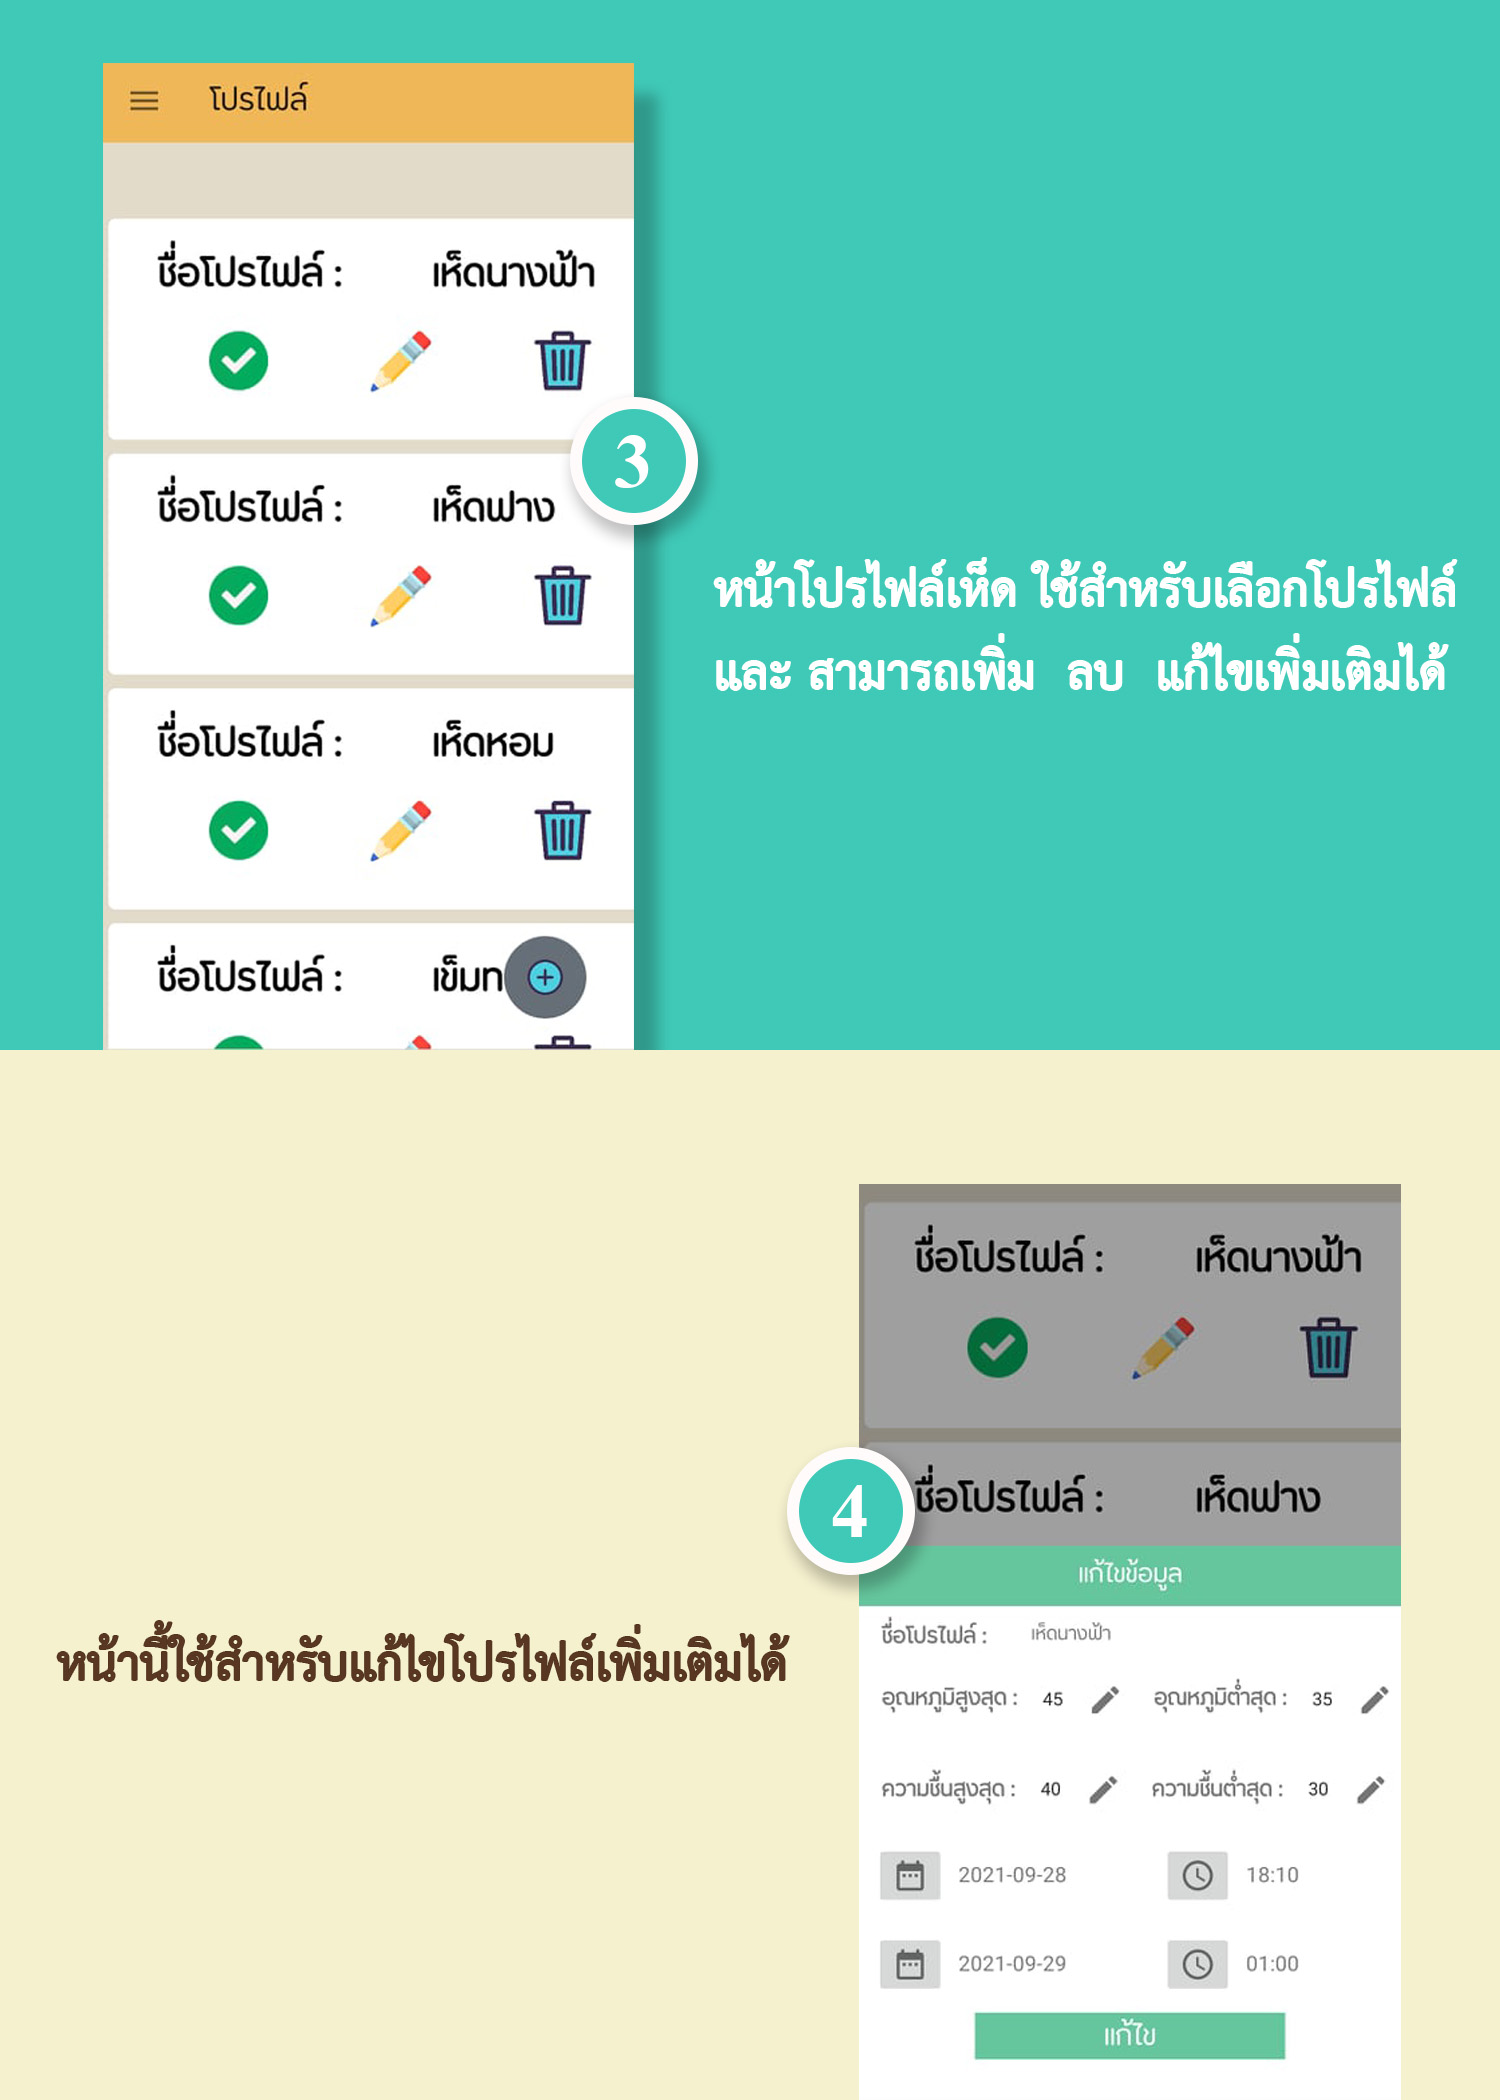 โปรไฟล์
ชื่อโปรไฟล์ : เห็ดนางฟ้า
3
ชื่อโปรไฟล์ : เห็ดฟาง
หน้าโปรไฟล์เห็ด ใช้สำหรับเลือกโปรไฟล์
และ สามารถเพิ่ม ลบ แก้ไขเพิ่มเติมได้
ชื่อโปรไฟล์ : เห็ดหอม
ชื่อโปรไฟล์ :
ชื่อโปรไฟล์ : เห็ดนางฟ้า
4
ชื่อโปรไฟล์ : เห็ดฟาง
แก้ไขข้อมูล
หน้านี้ใช้สำหรับแก้ไขโปรไฟล์เพิ่มเติมได้
ชื่อโปรไฟล์ : เห็ดนางฟ้า
อุณหภูมิสูงสุด : 45 อุณหภูมิต่ำสุด : 35
ความชื้นสูงสุด : 40 ความชื้นต่ำสุด : 30
2021-09-28 18:10
2021-09-29 01:00
แก้ไข